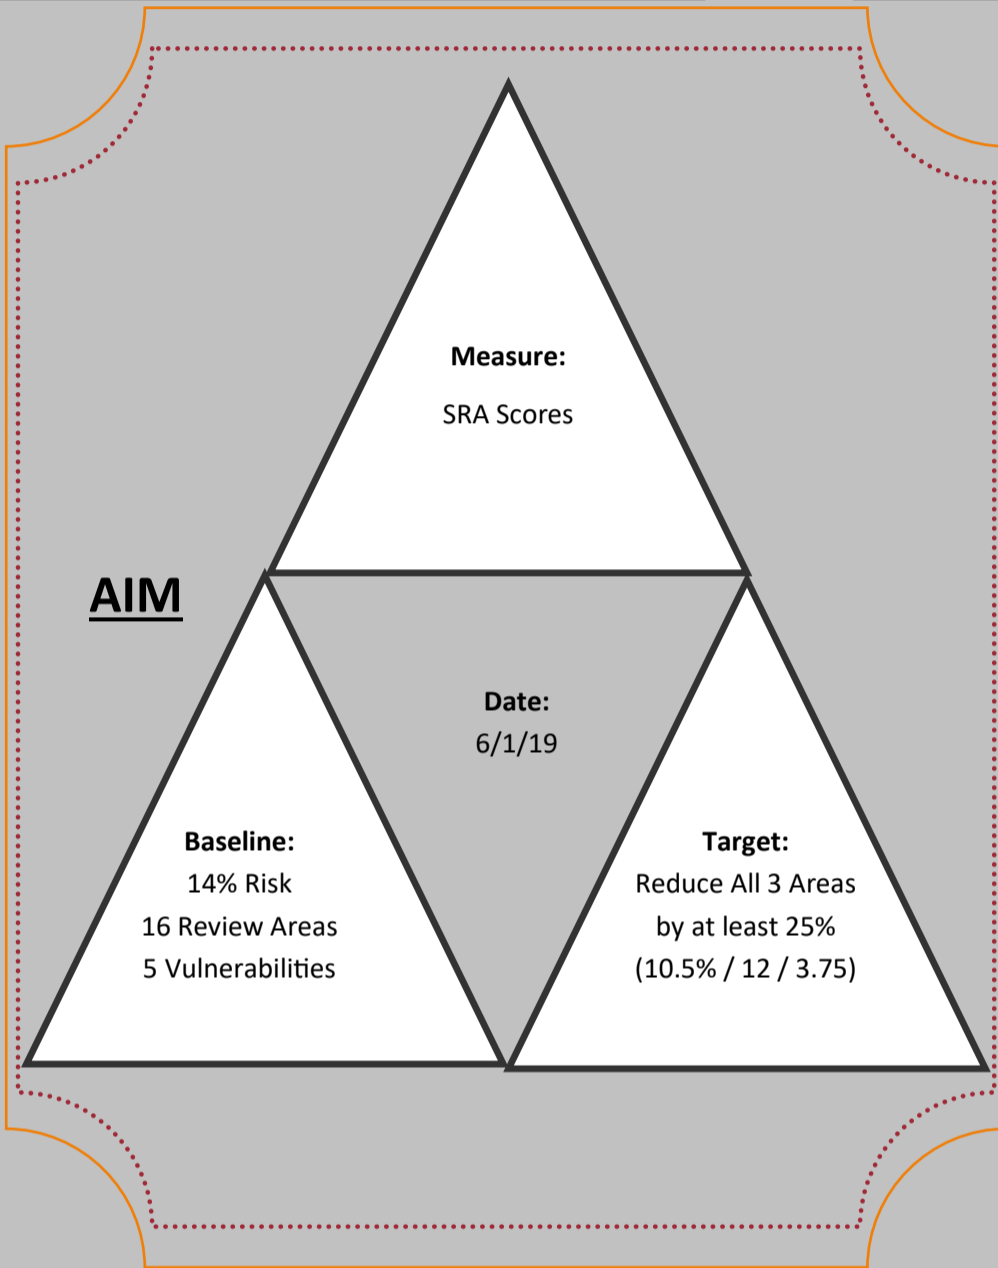 Measure:
SRA Scores
AIM
Date:
6/1/19
Baseline:
14% Risk
16 Review Areas
5 Vulnerabilities
Target:
Reduce All 3 Areas
by at least 25%
(10.5% / 12 / 3.75)